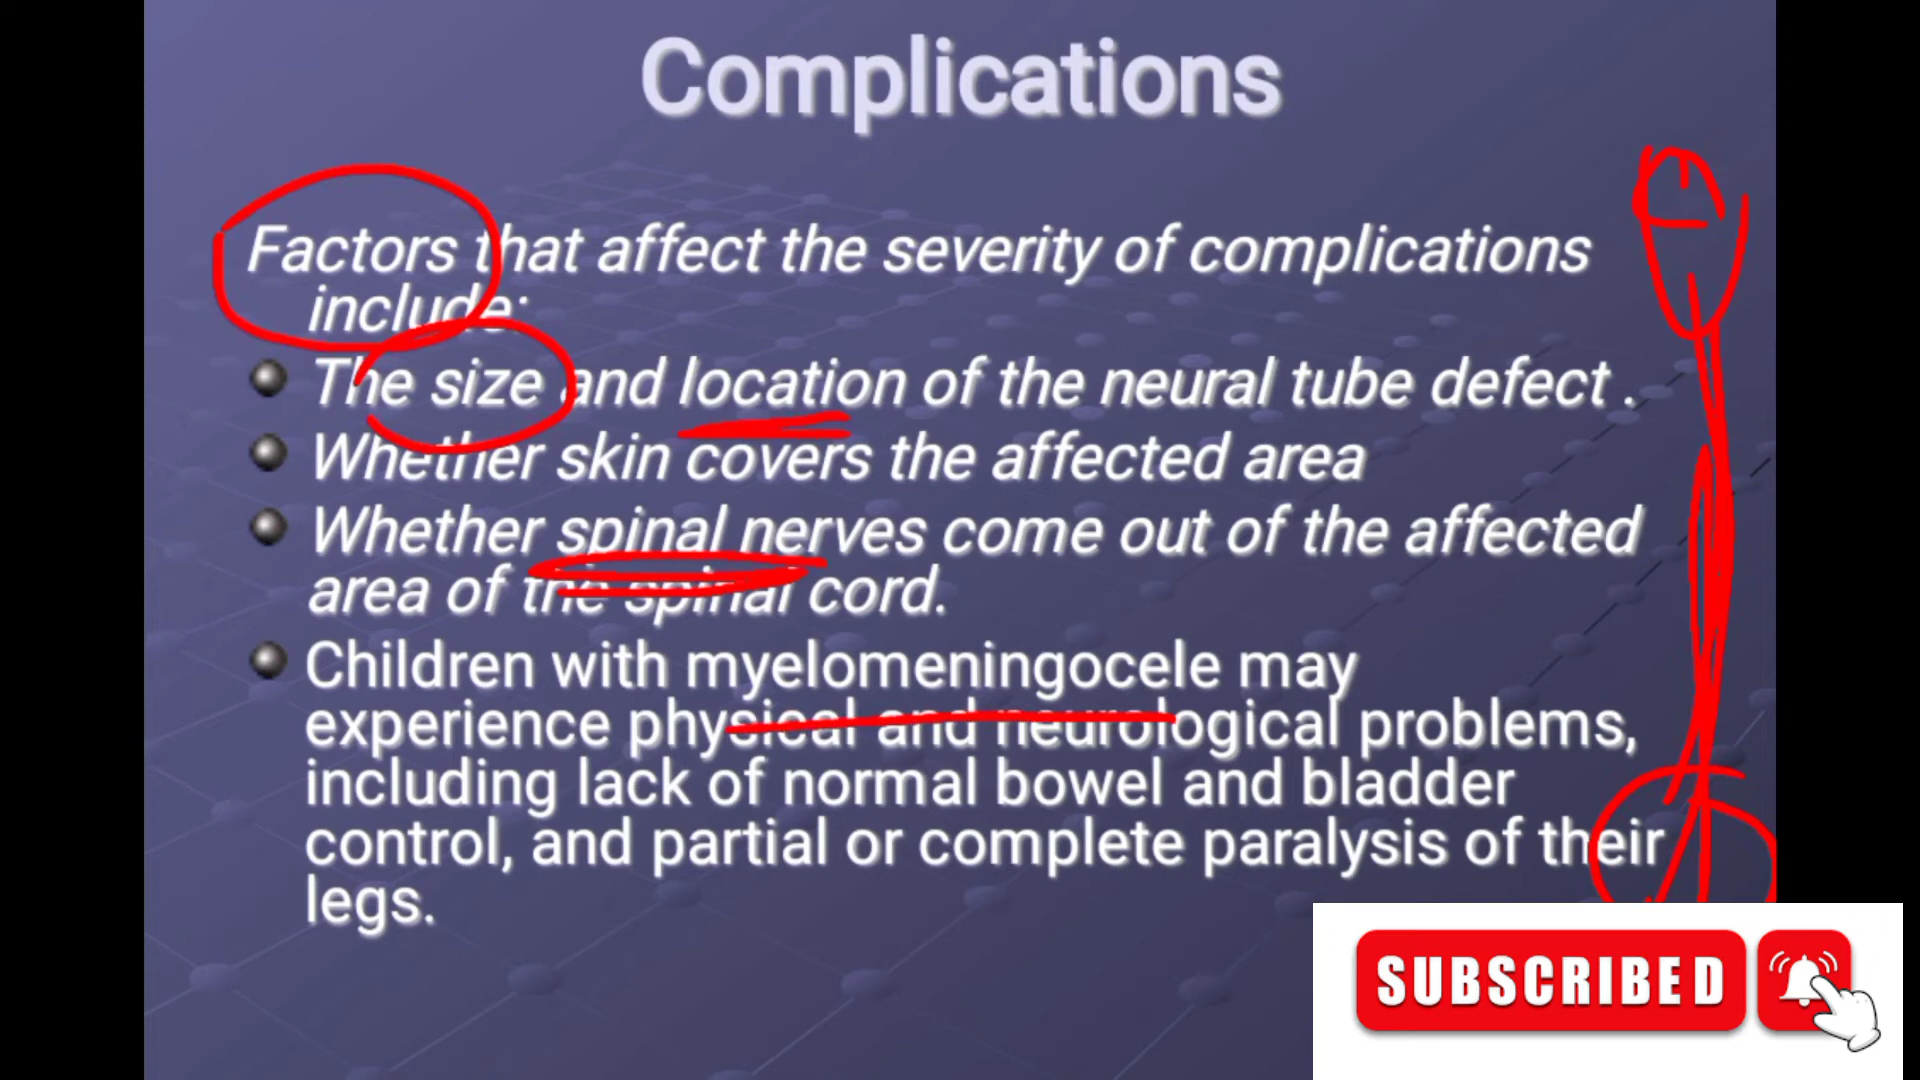 Complications
Factors that affect the severity of complications
include:
The size and location of the neural tube defect .
Whether skin covers the affected area
Whether spinal nerves come out of the affected
area of the spinal cord.
Children with myelomeningocele may
experience physical and neurological problems,
including lack of normal bowel and bladder
control, and partial or complete paralysis of their
legs.
SUBSCRIBED